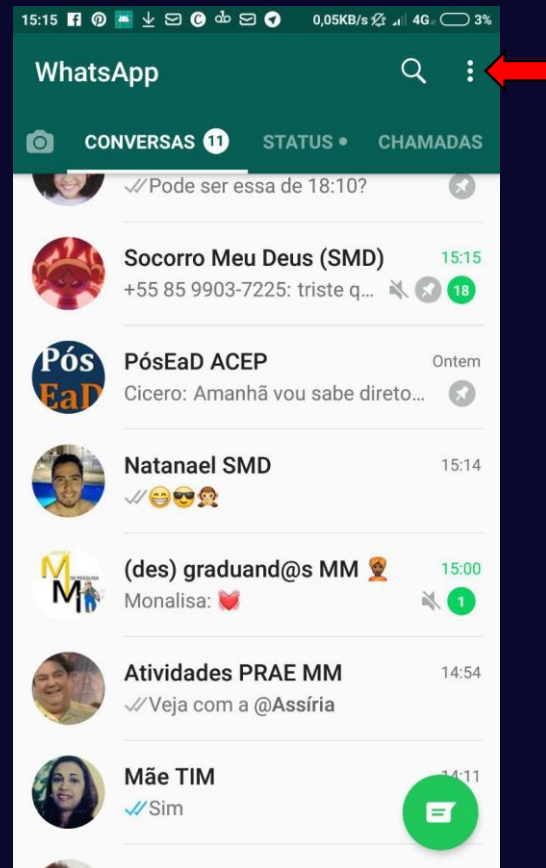 15:15 0,05KB/s 4G 3%
WhatsApp
CONVERSAS 11 STATUS • CHAMADAS
Pode ser essa de 18:10?
Socorro Meu Deus (SMD) 15:15
+55 85 9903-7225: triste q... 18
Pós
EaD
PósEaD ACEP Ontem
Cicero: Amanhã vou sabe direto...
Natanael SMD 15:14
😁😎🙊
(des) graduand@s MM 👳🏾 15:00
MM
Monalisa: 💓 1
Atividades PRAE MM 14:54
Veja com a @Assíria
Mãe TIM 14:11
Sim